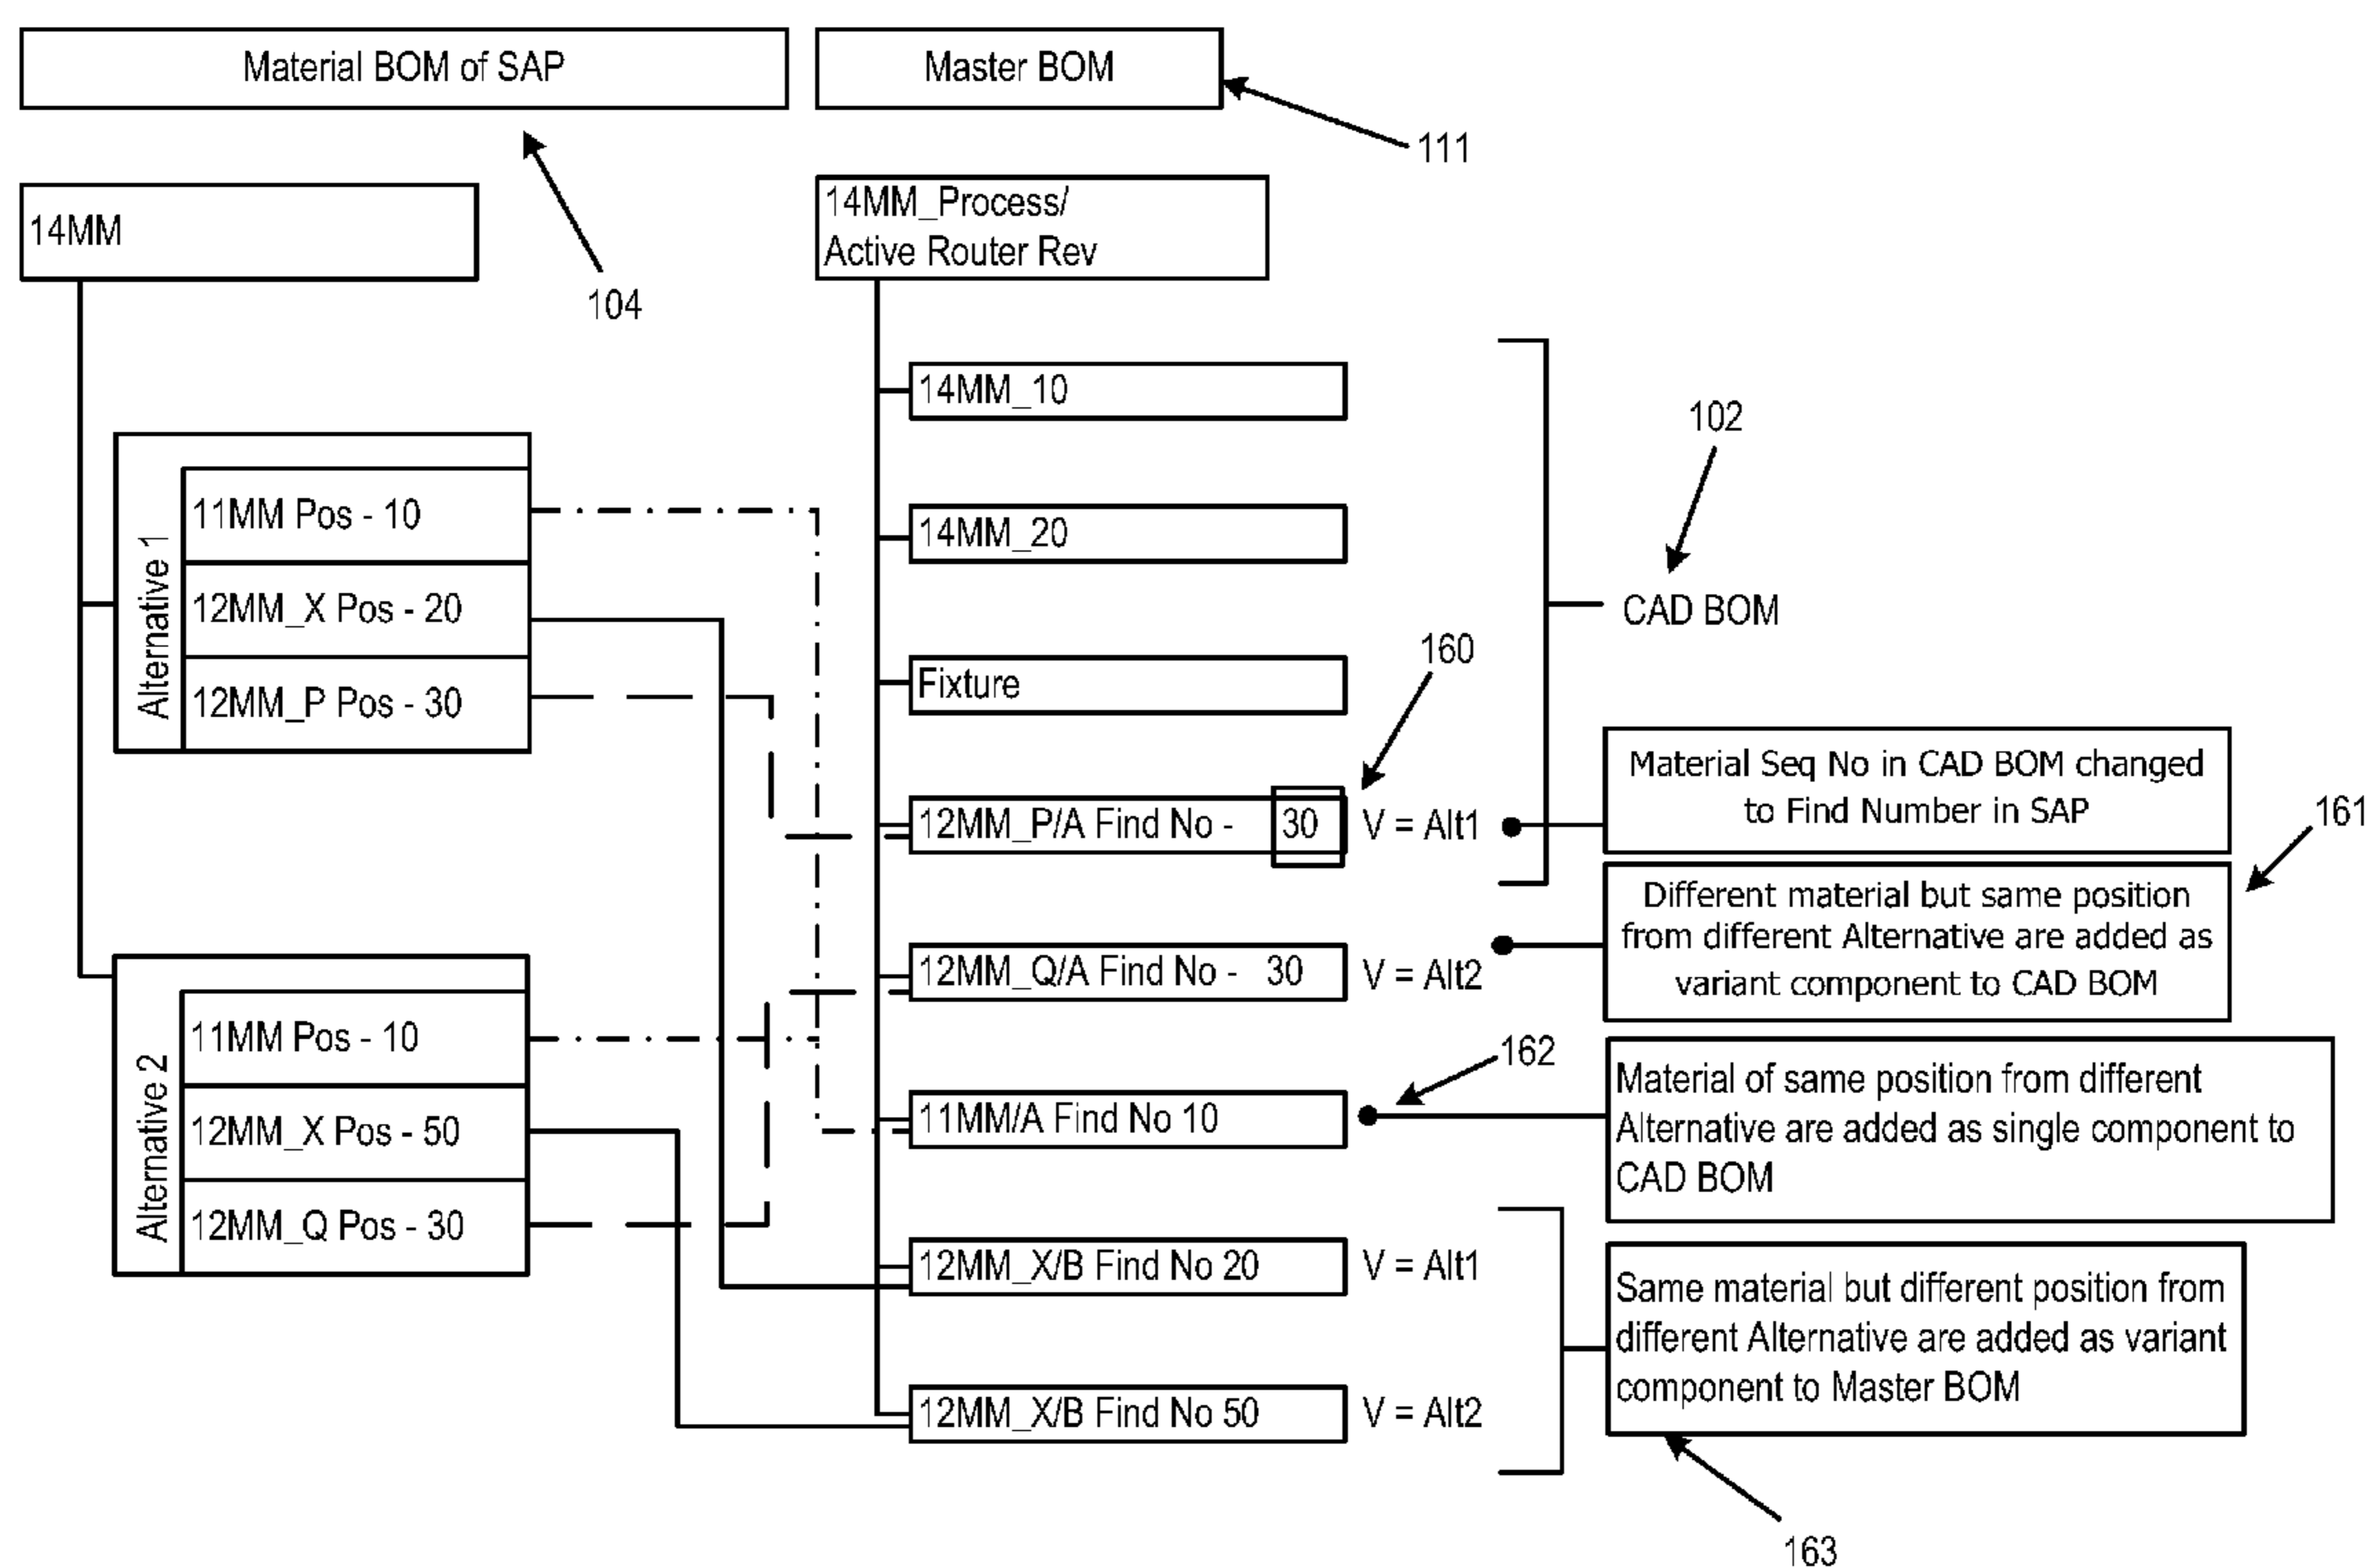 Material BOM of SAP
Master BOM
111
104
14MM
14MM_Process/
Active Router Rev
14MM_10
102
Alternative 1
11MM Pos - 10
14MM_20
12MM_X Pos - 20
CAD BOM
160
12MM_P Pos - 30
Fixture
Material Seq No in CAD BOM changed
to Find Number in SAP
161
12MM_P/A Find No - 30
V = Alt1
Different material but same position
from different Alternative are added as
variant component to CAD BOM
12MM_Q/A Find No - 30
V = Alt2
Alternative 2
11MM Pos - 10
162
Material of same position from different
Alternative are added as single component to
CAD BOM
11MM/A Find No 10
12MM_X Pos - 50
12MM_Q Pos - 30
12MM_X/B Find No 20
V = Alt1
Same material but different position from
different Alternative are added as variant
component to Master BOM
12MM_X/B Find No 50
V = Alt2
163